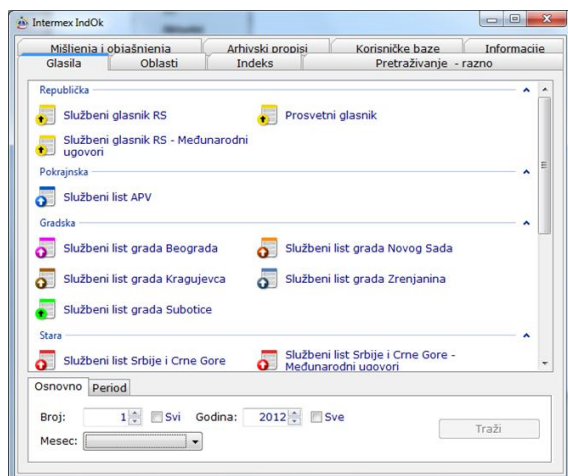 Intermex IndOk
Mišljenja i objašnjenja Arhivski propisi Korisničke baze Informacije
Glasila Oblasti Indeks Pretraživanje - razno
Republička
Službeni glasnik RS Prosvetni glasnik
Službeni glasnik RS - Međunarodni
ugovori
Pokrajnska
Službeni list APV
Gradska
Službeni list grada Beograda Službeni list grada Novog Sada
Službeni list grada Kragujevca Službeni list grada Zrenjanina
Službeni list grada Subotice
Stara
Službeni list Srbije i Crne Gore Službeni list Srbije i Crne Gore -
Međunarodni ugovori
Osnovno Period
Broj: 1 Svi Godina: 2012 Sve
Mesec:
Traži